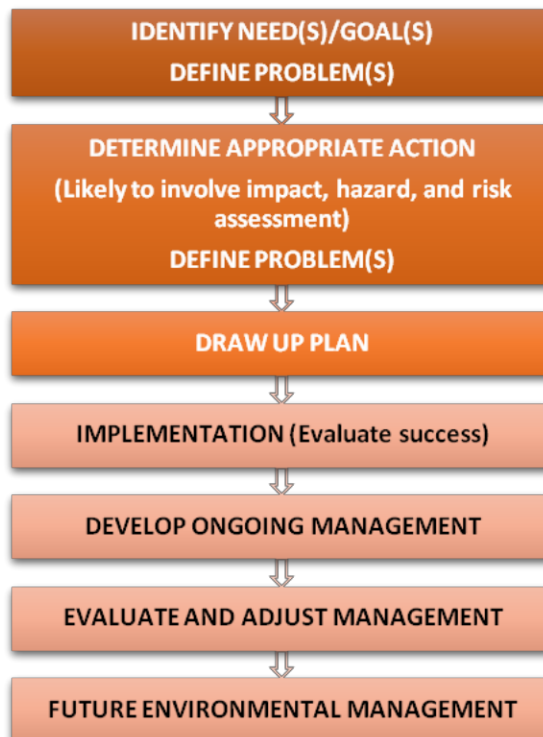 IDENTIFY NEED(S)/GOAL(S)
DEFINE PROBLEM(S)
DETERMINE APPROPRIATE ACTION
(Likely to involve impact, hazard, and risk
assessment)
DEFINE PROBLEM(S)
DRAW UP PLAN
IMPLEMENTATION (Evaluate success)
DEVELOP ONGOING MANAGEMENT
EVALUATE AND ADJUST MANAGEMENT
FUTURE ENVIRONMENTAL MANAGEMENT